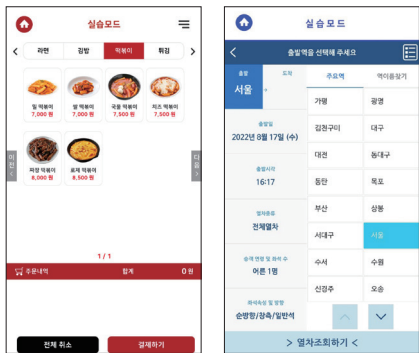 실습모드
라면 김밥 떡볶이 튀김
밀 떡볶이 쌀 떡볶이 국물 떡볶이 치즈 떡볶이
7,000 원 7,000 원 7,500 원 7,500 원
짜장 떡볶이 로제 떡볶이
8,000 원 8,500 원
이전
다음
1 / 1
주문내역 합계 0 원
전체 취소 결제하기
실습모드
출발역을 선택해 주세요
출발 도착
서울
주요역 역이름찾기
출발일
2022년 8월 17일 (수)
출발시각
16:17
열차종류
전체열차
승객 연령 및 좌석 수
어른 1명
좌석속성 및 방향
순방향/장측/일반석
가평 광명
김천구미 대구
대전 동대구
동탄 목포
부산 상봉
서대구 서울
수서 수원
신경주 오송
> 열차조회하기 <